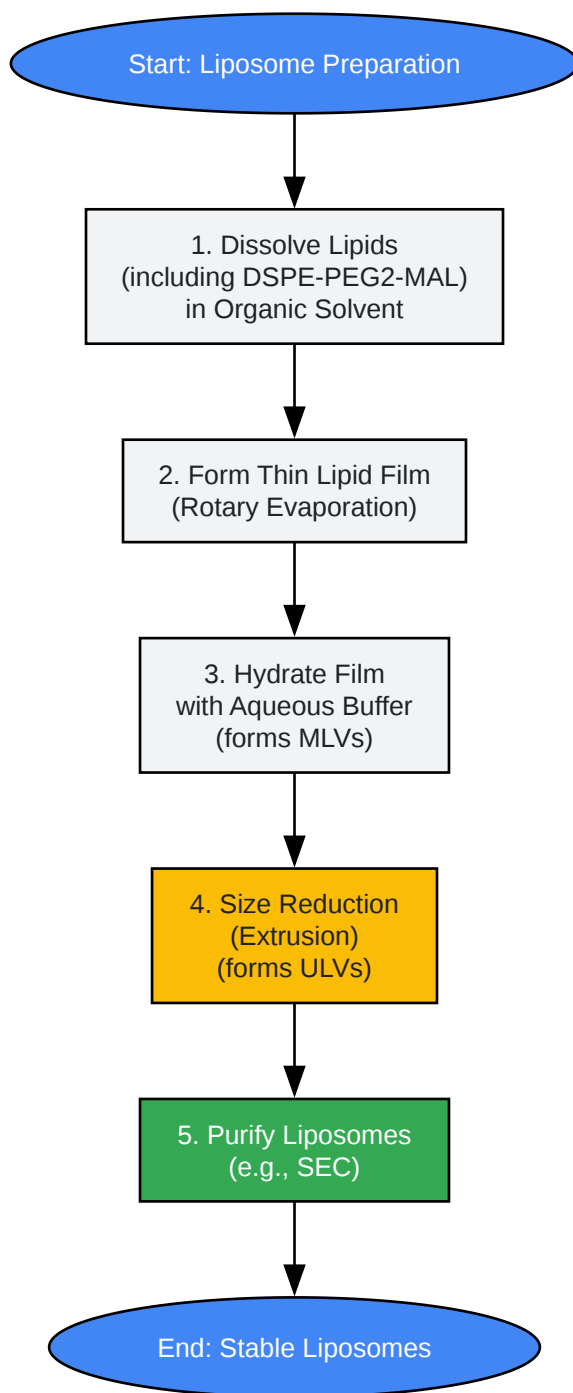 Start: Liposome Preparation
1. Dissolve Lipids
(including DSPE-PEG2-MAL)
in Organic Solvent
2. Form Thin Lipid Film
(Rotary Evaporation)
3. Hydrate Film
with Aqueous Buffer
(forms MLVs)
4. Size Reduction
(Extrusion)
(forms ULVs)
5. Purify Liposomes
(e.g., SEC)
End: Stable Liposomes